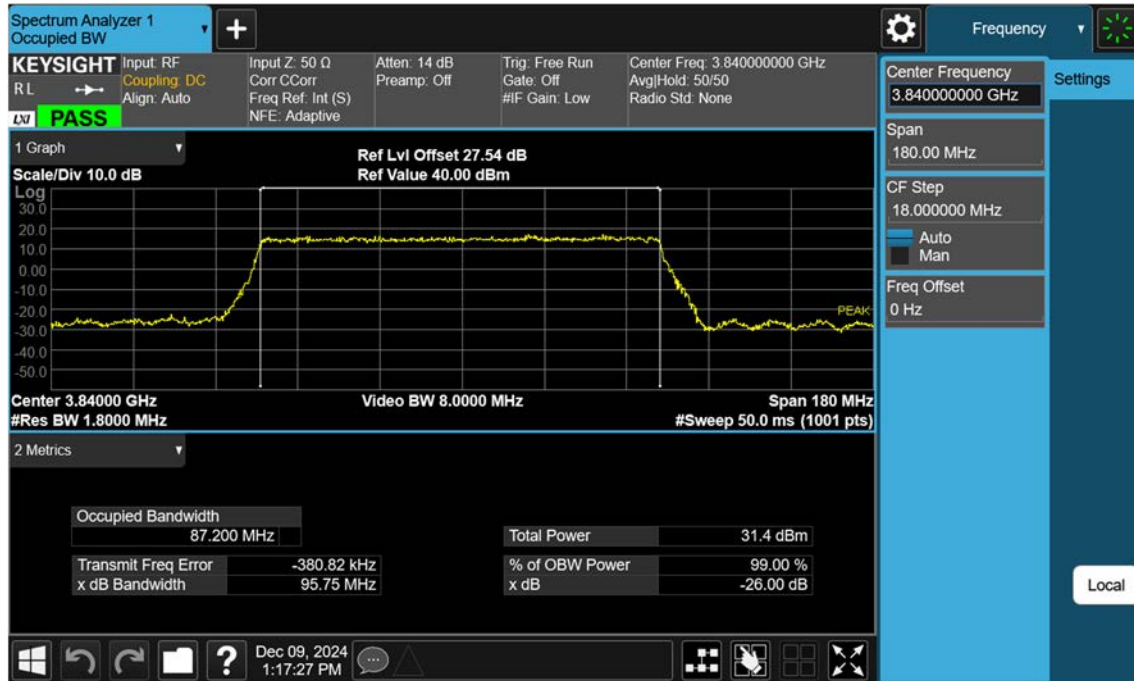 Spectrum Analyzer 1
Occupied BW
Frequency
KEYSIGHT
RL
LXI
PASS
Input: RF
Coupling: DC
Align: Auto
Input Z: 50 Ω
Corr CCorr
Freq Ref: Int (S)
NFE: Adaptive
Atten: 14 dB
Preamp: Off
Trig: Free Run
Gate: Off
#IF Gain: Low
Center Freq: 3.840000000 GHz
Avg|Hold: 50/50
Radio Std: None
Center Frequency
3.840000000 GHz
Settings
Span
180.00 MHz
CF Step
18.000000 MHz
Auto
Man
Freq Offset
0 Hz
1 Graph
Scale/Div 10.0 dB
Ref Lvl Offset 27.54 dB
Ref Value 40.00 dBm
Log
30.0
20.0
10.0
0.00
-10.0
-20.0
-30.0
-40.0
-50.0
PEAK
Center 3.84000 GHz
#Res BW 1.8000 MHz
Video BW 8.0000 MHz
Span 180 MHz
#Sweep 50.0 ms (1001 pts)
2 Metrics
Occupied Bandwidth
87.200 MHz
Total Power 31.4 dBm
Transmit Freq Error -380.82 kHz
% of OBW Power 99.00 %
x dB Bandwidth 95.75 MHz
x dB -26.00 dB
Local
?
Dec 09, 2024
1:17:27 PM